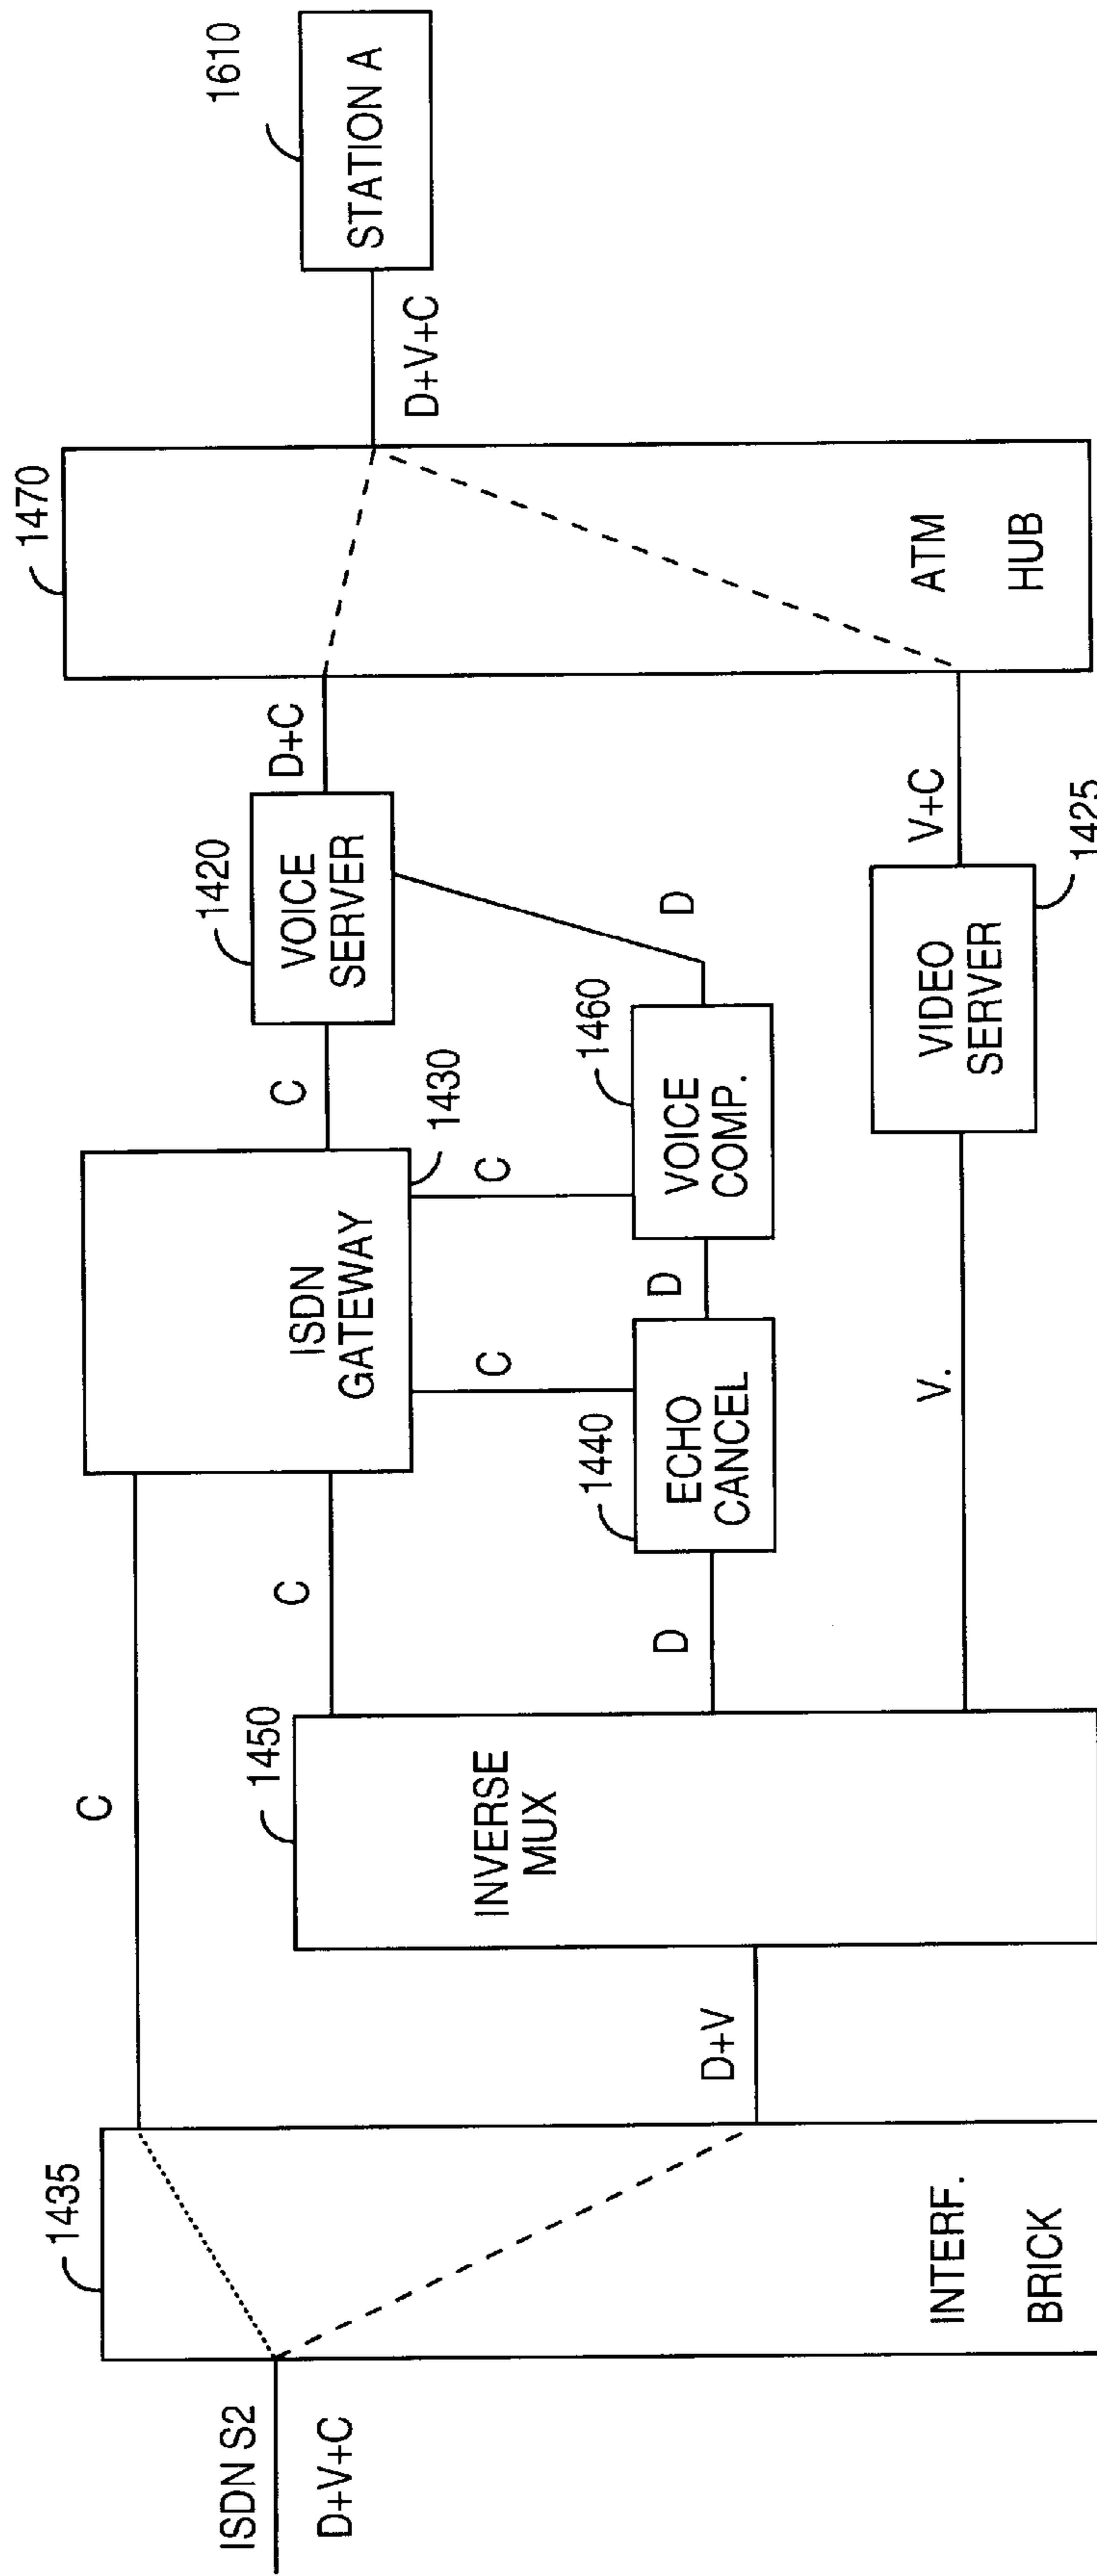 ISDN S2
D+V+C
1435
INTERF.
BRICK
C
D+V
1450
INVERSE
MUX
C
D
V.
ISDN
GATEWAY
1430
C
C
1440
ECHO
CANCEL
D
1460
VOICE
COMP.
D
C
1420
VOICE
SERVER
D+C
VIDEO
SERVER
1425
V+C
1470
ATM
HUB
D+V+C
STATION A
1610